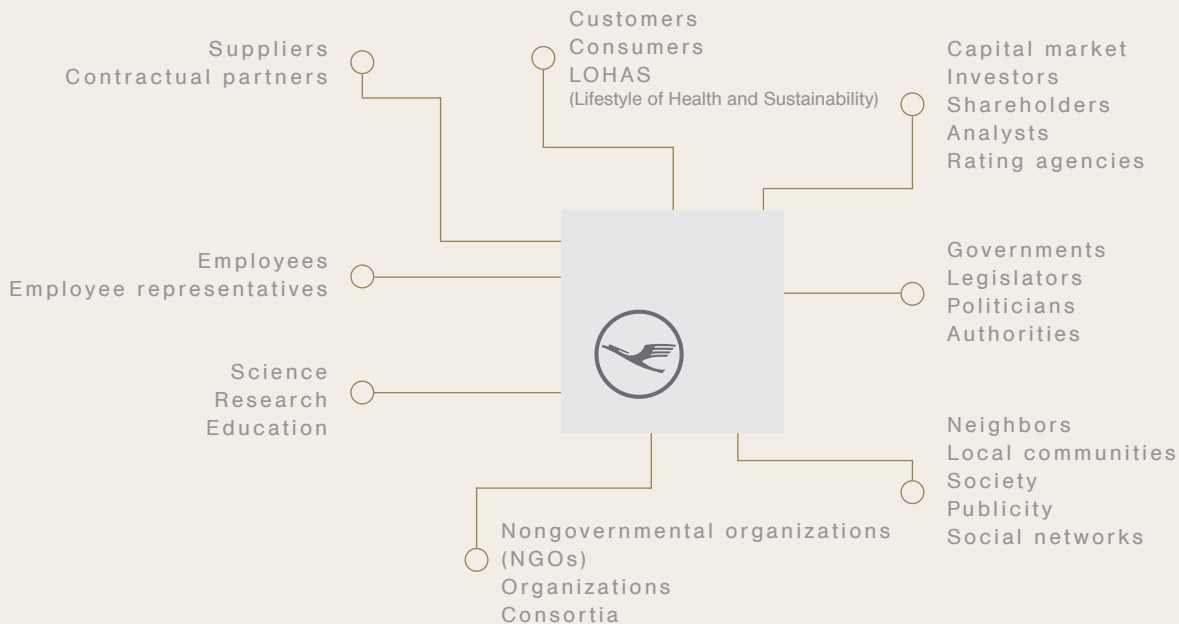 Suppliers
Contractual partners
Customers
Consumers
LOHAS
(Lifestyle of Health and Sustainability)
Capital market
Investors
Shareholders
Analysts
Rating agencies
Employees
Employee representatives
Governments
Legislators
Politicians
Authorities
Science
Research
Education
Neighbors
Local communities
Society
Publicity
Social networks
Nongovernmental organizations
(NGOs)
Organizations
Consortia